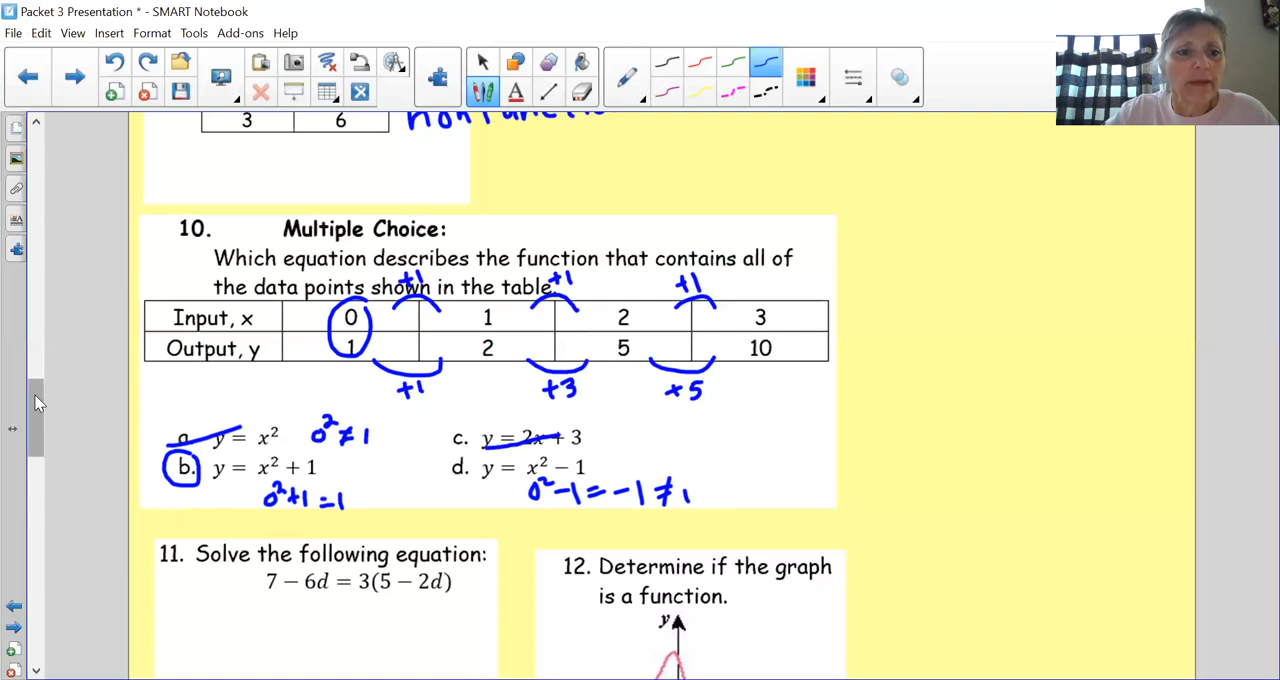 Packet 3 Presentation * - SMART Notebook
File Edit View Insert Format Tools Add-ons Help
3 6
10. Multiple Choice:
Which equation describes the function that contains all of
the data points shown in the table.
+1 +1 +1
Input, x 0 1 2 3
Output, y 1 2 5 10
+1 +3 +5
a. y = x² 0² ≠ 1 c. y = 2x + 3
b. y = x² + 1 d. y = x² − 1
0²+1=1 0²-1=-1≠1
11. Solve the following equation:
7 − 6d = 3(5 − 2d)
12. Determine if the graph
is a function.
y